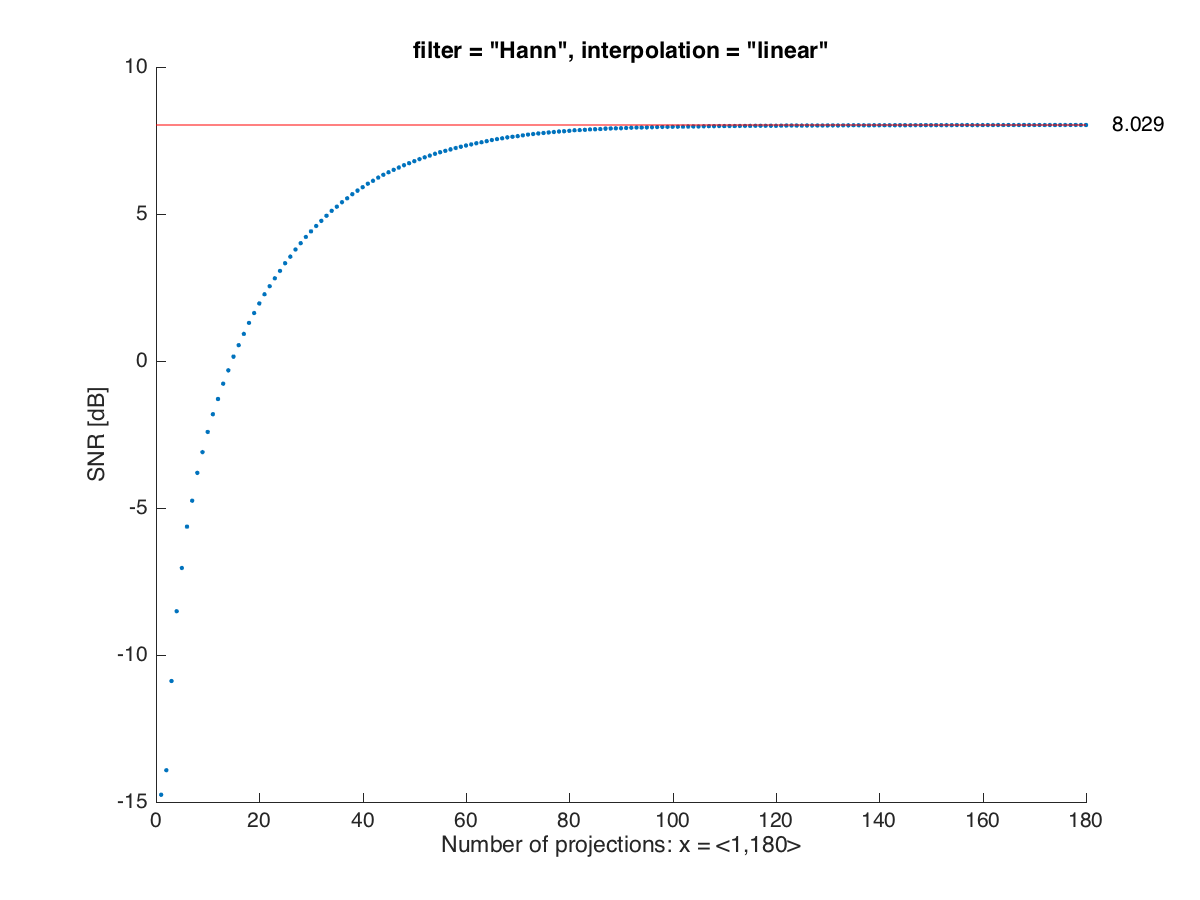 filter = "Hann", interpolation = "linear"
10
8.029
5
0
SNR [dB]
-5
-10
-15
0 20 40 60 80 100 120 140 160 180
Number of projections: x = <1,180>